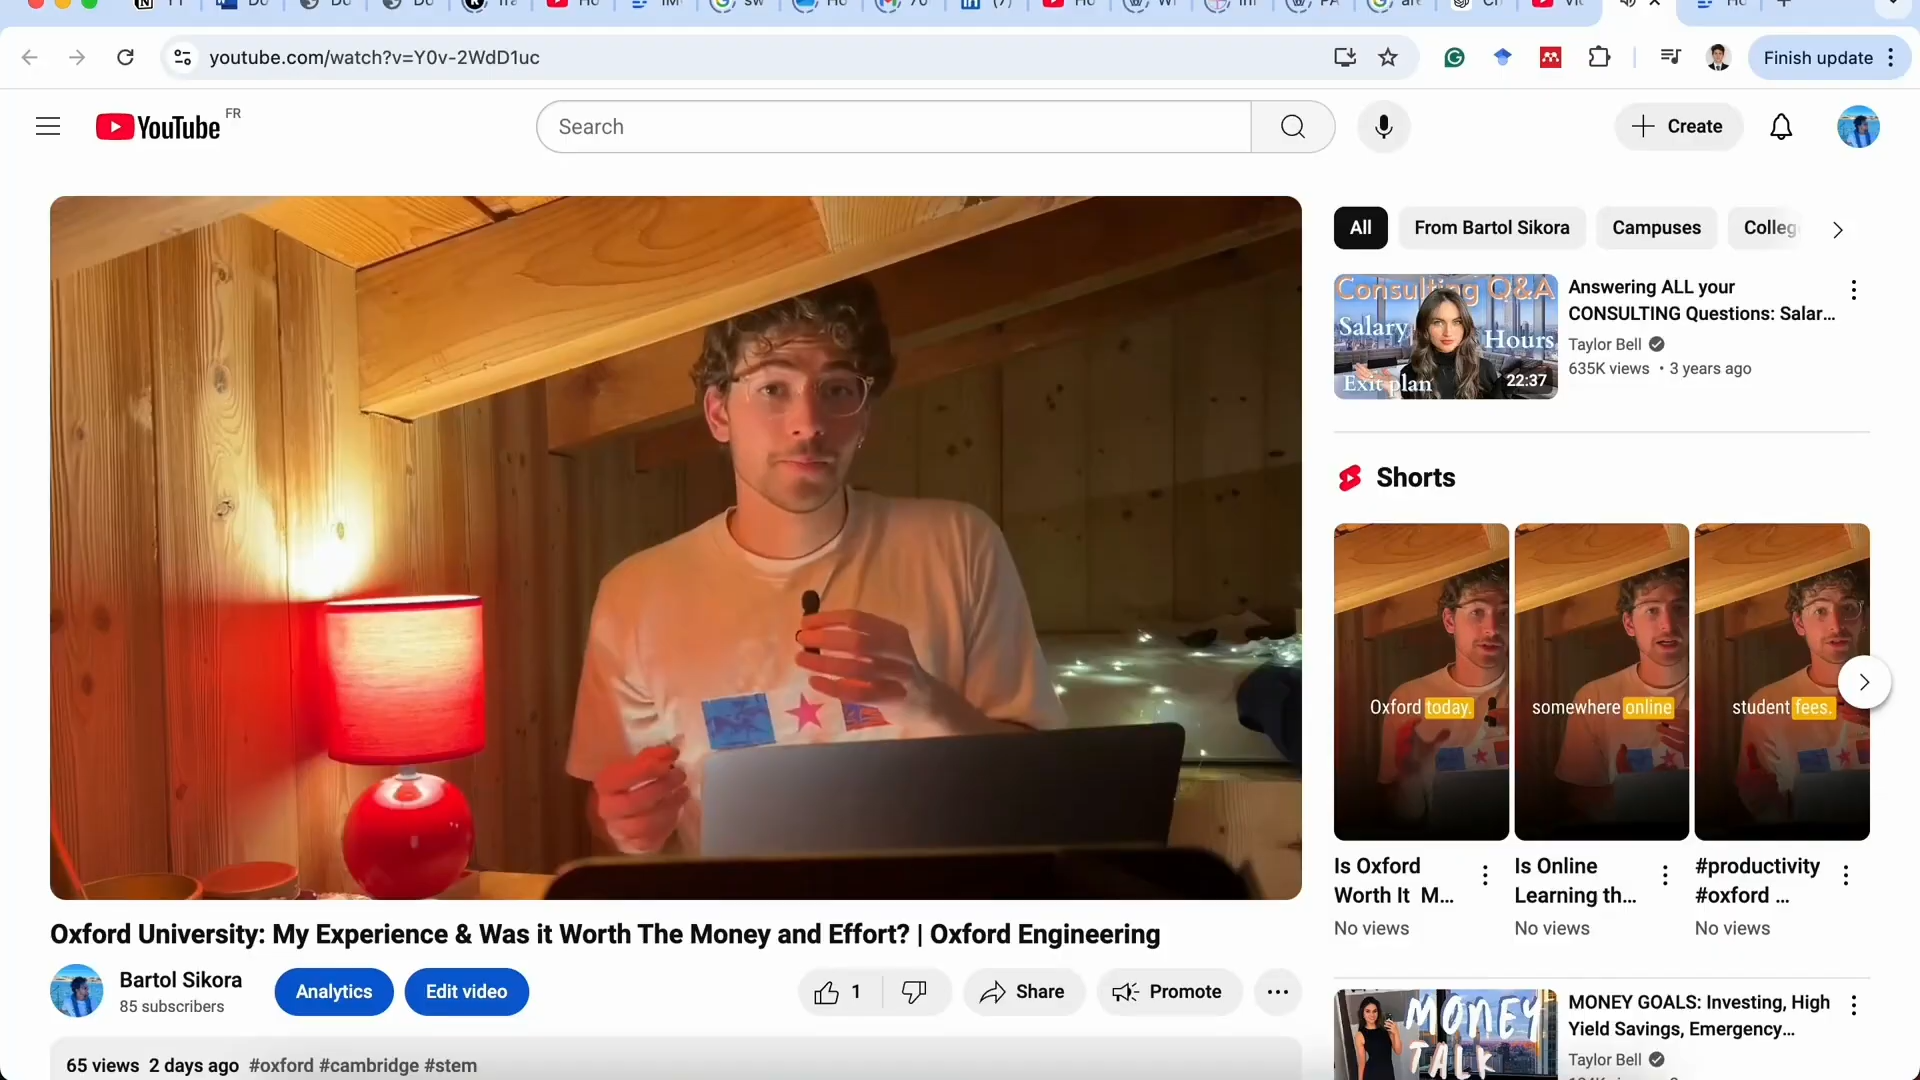 youtube.com/watch?v=Y0v-2WdD1uc
Finish update
YouTube FR
Search
Create
All
From Bartol Sikora
Campuses
Colleg
Consulting Q&A
Salary
Hours
Exit plan
22:37
Answering ALL your
CONSULTING Questions: Salar...
Taylor Bell
635K views • 3 years ago
Shorts
Oxford today.
somewhere online
student fees.
Is Oxford
Worth It M...
No views
Is Online
Learning th...
No views
#productivity
#oxford ...
No views
Oxford University: My Experience & Was it Worth The Money and Effort? | Oxford Engineering
Bartol Sikora
85 subscribers
Analytics
Edit video
1
Share
Promote
65 views 2 days ago #oxford #cambridge #stem
MONEY
TALK
MONEY GOALS: Investing, High
Yield Savings, Emergency...
Taylor Bell